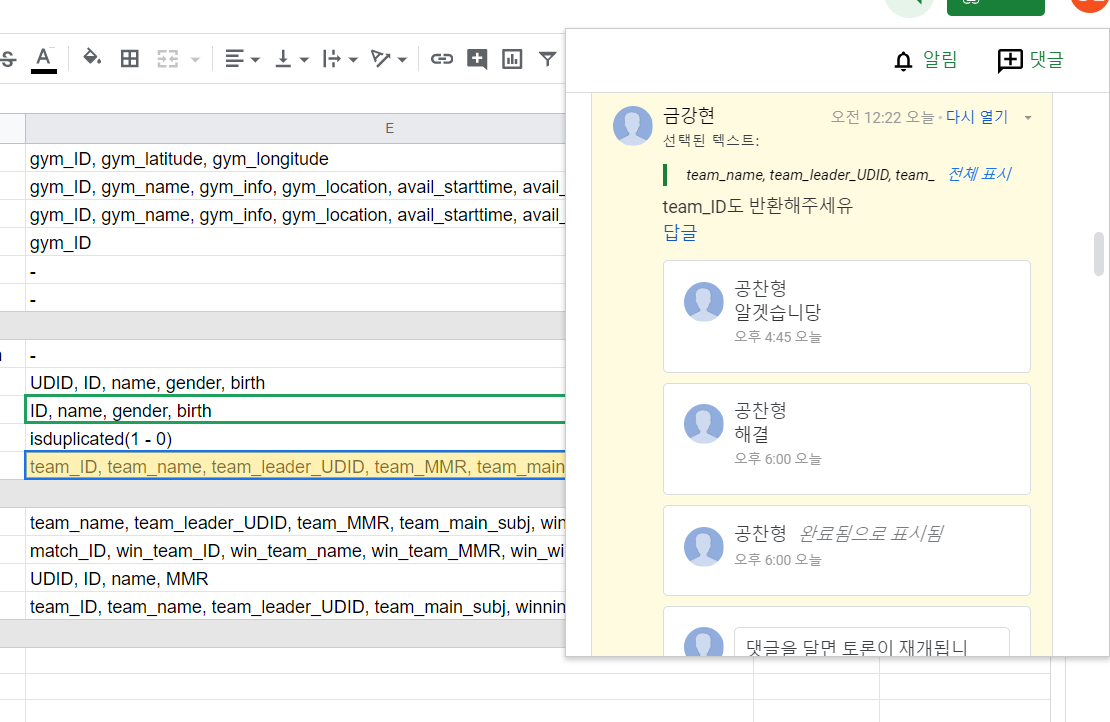 E
gym_ID, gym_latitude, gym_longitude
gym_ID, gym_name, gym_info, gym_location, avail_starttime, avail_
gym_ID, gym_name, gym_info, gym_location, avail_starttime, avail_
gym_ID
-
-
-
UDID, ID, name, gender, birth
ID, name, gender, birth
isduplicated(1 - 0)
team_ID, team_name, team_leader_UDID, team_MMR, team_main
team_name, team_leader_UDID, team_MMR, team_main_subj, win
match_ID, win_team_ID, win_team_name, win_team_MMR, win_wi
UDID, ID, name, MMR
team_ID, team_name, team_leader_UDID, team_main_subj, winnin
알림 댓글
금강현 오전 12:22 오늘 • 다시 열기
선택된 텍스트:
team_name, team_leader_UDID, team_ 전체 표시
team_ID도 반환해주세유
답글
공찬형
알겟습니당
오후 4:45 오늘
공찬형
해결
오후 6:00 오늘
공찬형 완료됨으로 표시됨
오후 6:00 오늘
댓글을 달면 토론이 재개됩니